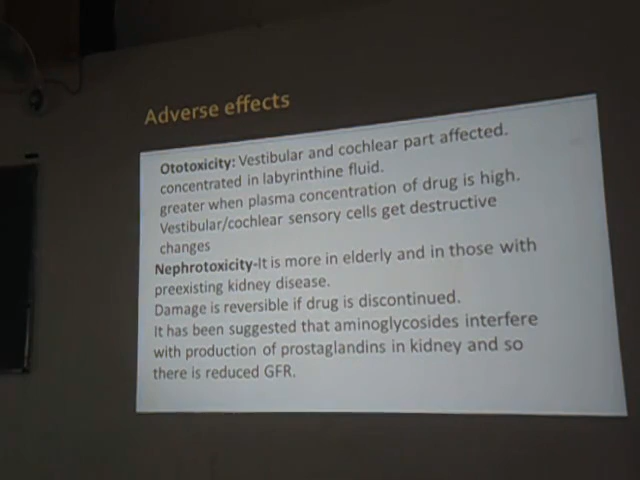 Adverse effects
Ototoxicity: Vestibular and cochlear part affected.
concentrated in labyrinthine fluid.
greater when plasma concentration of drug is high.
Vestibular/cochlear sensory cells get destructive
changes
Nephrotoxicity-It is more in elderly and in those with
preexisting kidney disease.
Damage is reversible if drug is discontinued.
It has been suggested that aminoglycosides interfere
with production of prostaglandins in kidney and so
there is reduced GFR.